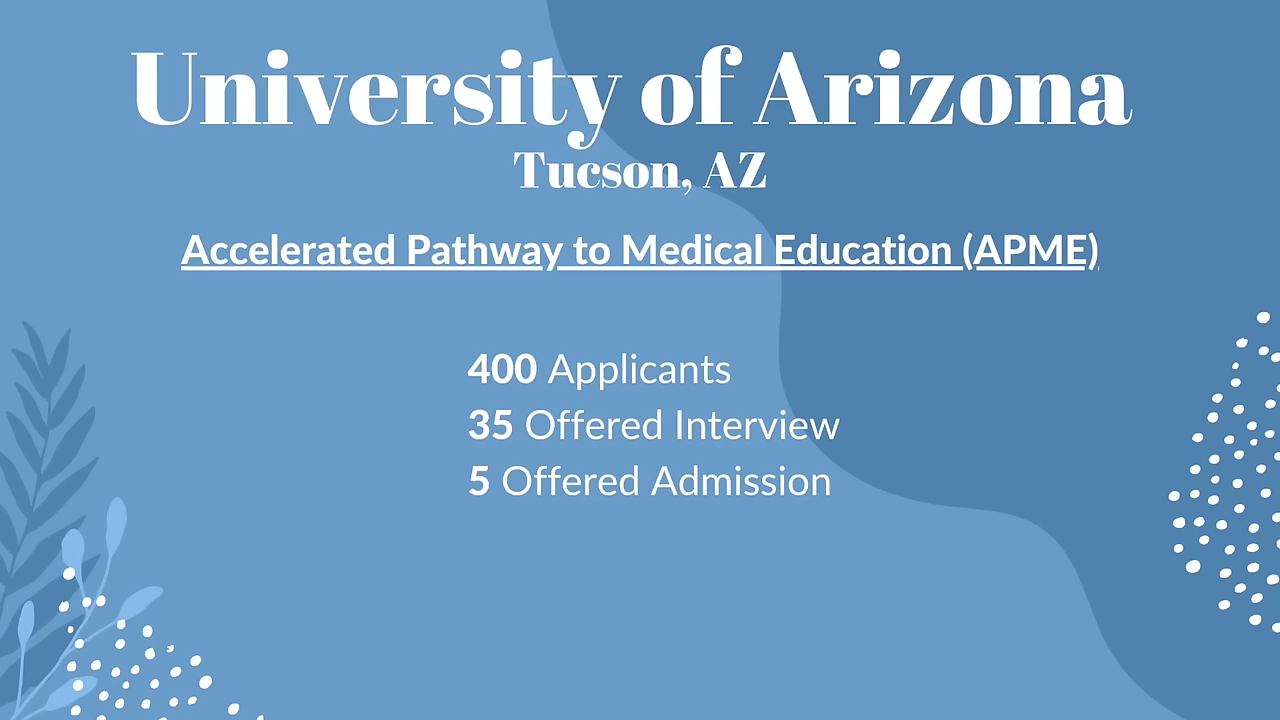 University of Arizona
Tucson, AZ
Accelerated Pathway to Medical Education (APME)
400 Applicants
35 Offered Interview
5 Offered Admission